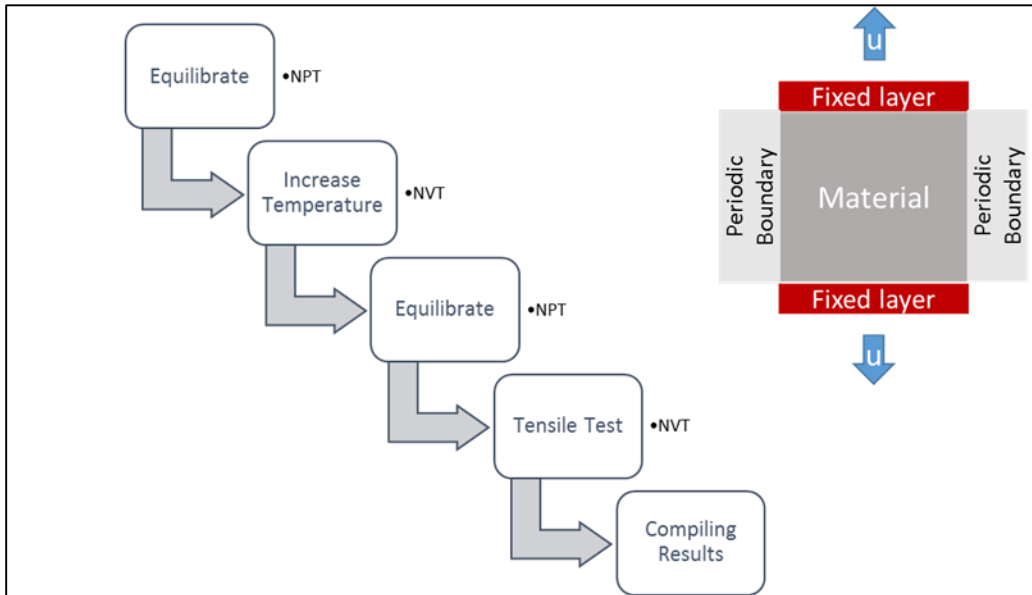 Equilibrate
•NPT
Increase
Temperature
•NVT
Equilibrate
•NPT
Tensile Test
•NVT
Compiling
Results
u
Fixed layer
Periodic
Boundary
Material
Periodic
Boundary
Fixed layer
u